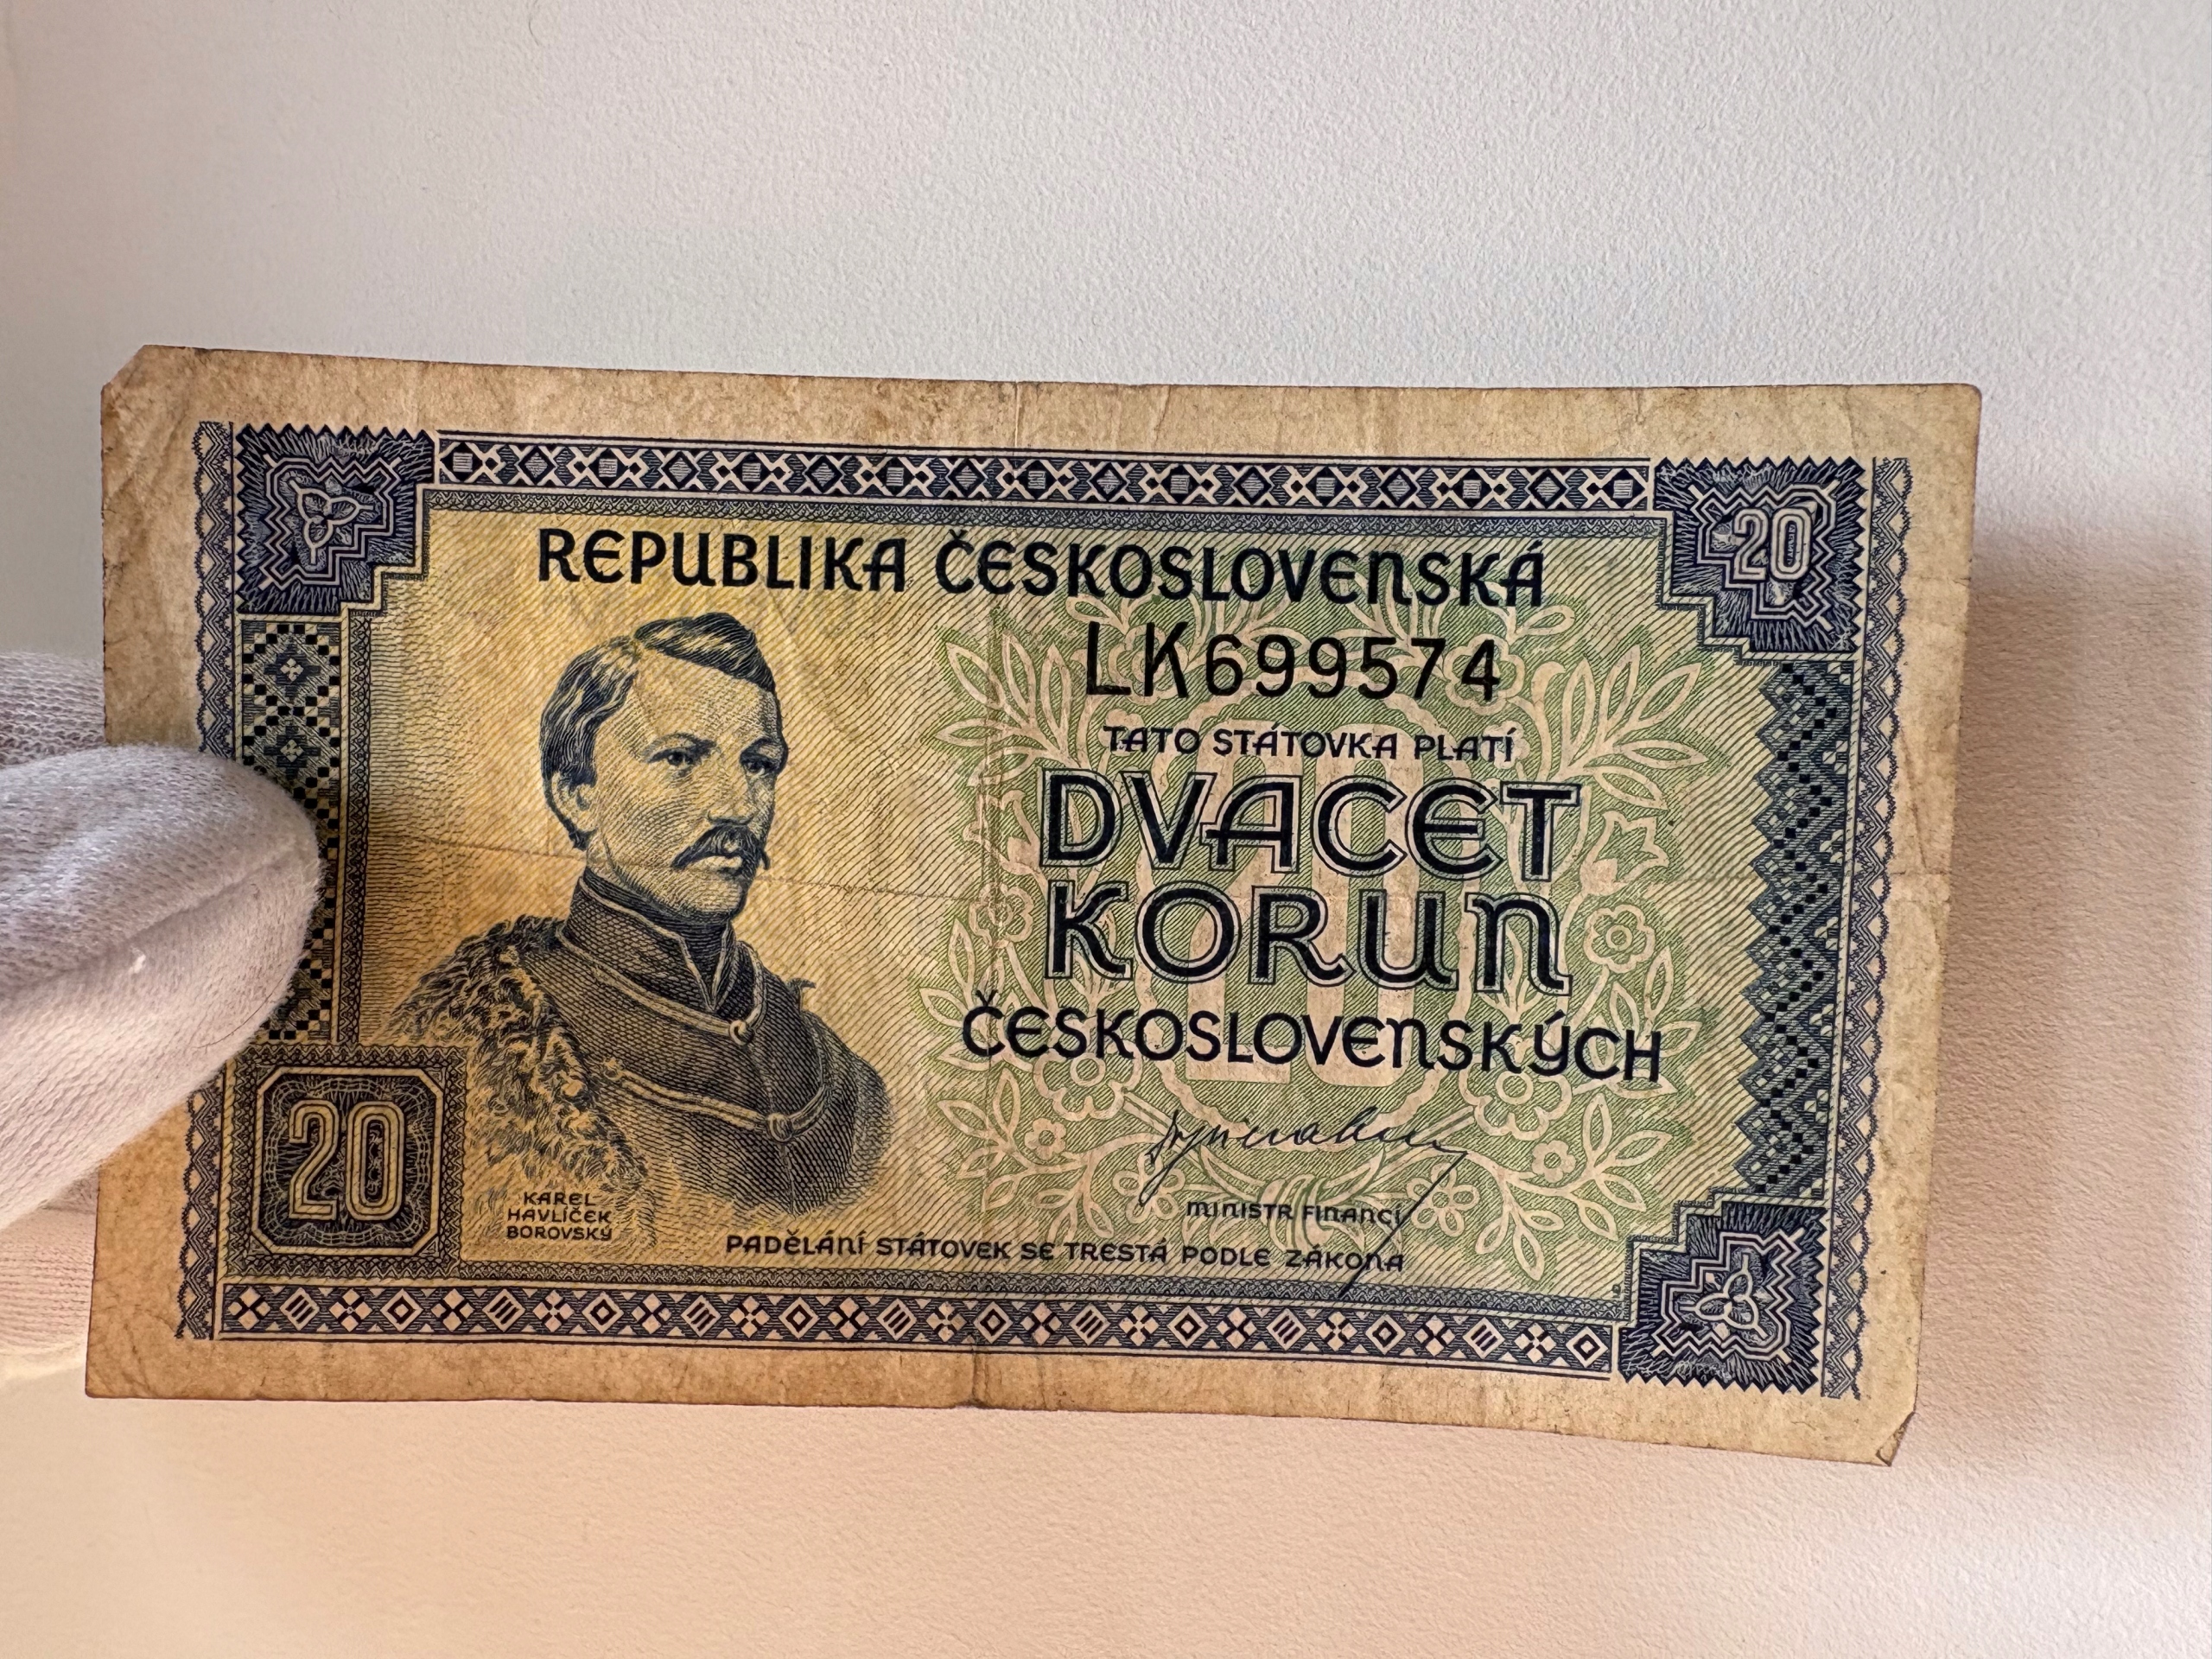 REPUBLIKA ČESKOSLOVENSKÁ
20
LK699574
TATO STÁTOVKA PLATÍ
DVACET
KORUN
ČESKOSLOVENSKÝCH
20
KAREL
HAVLÍČEK
BOROVSKÝ
MINISTR FINANCÍ
PADĚLÁNÍ STÁTOVEK SE TRESTÁ PODLE ZÁKONA